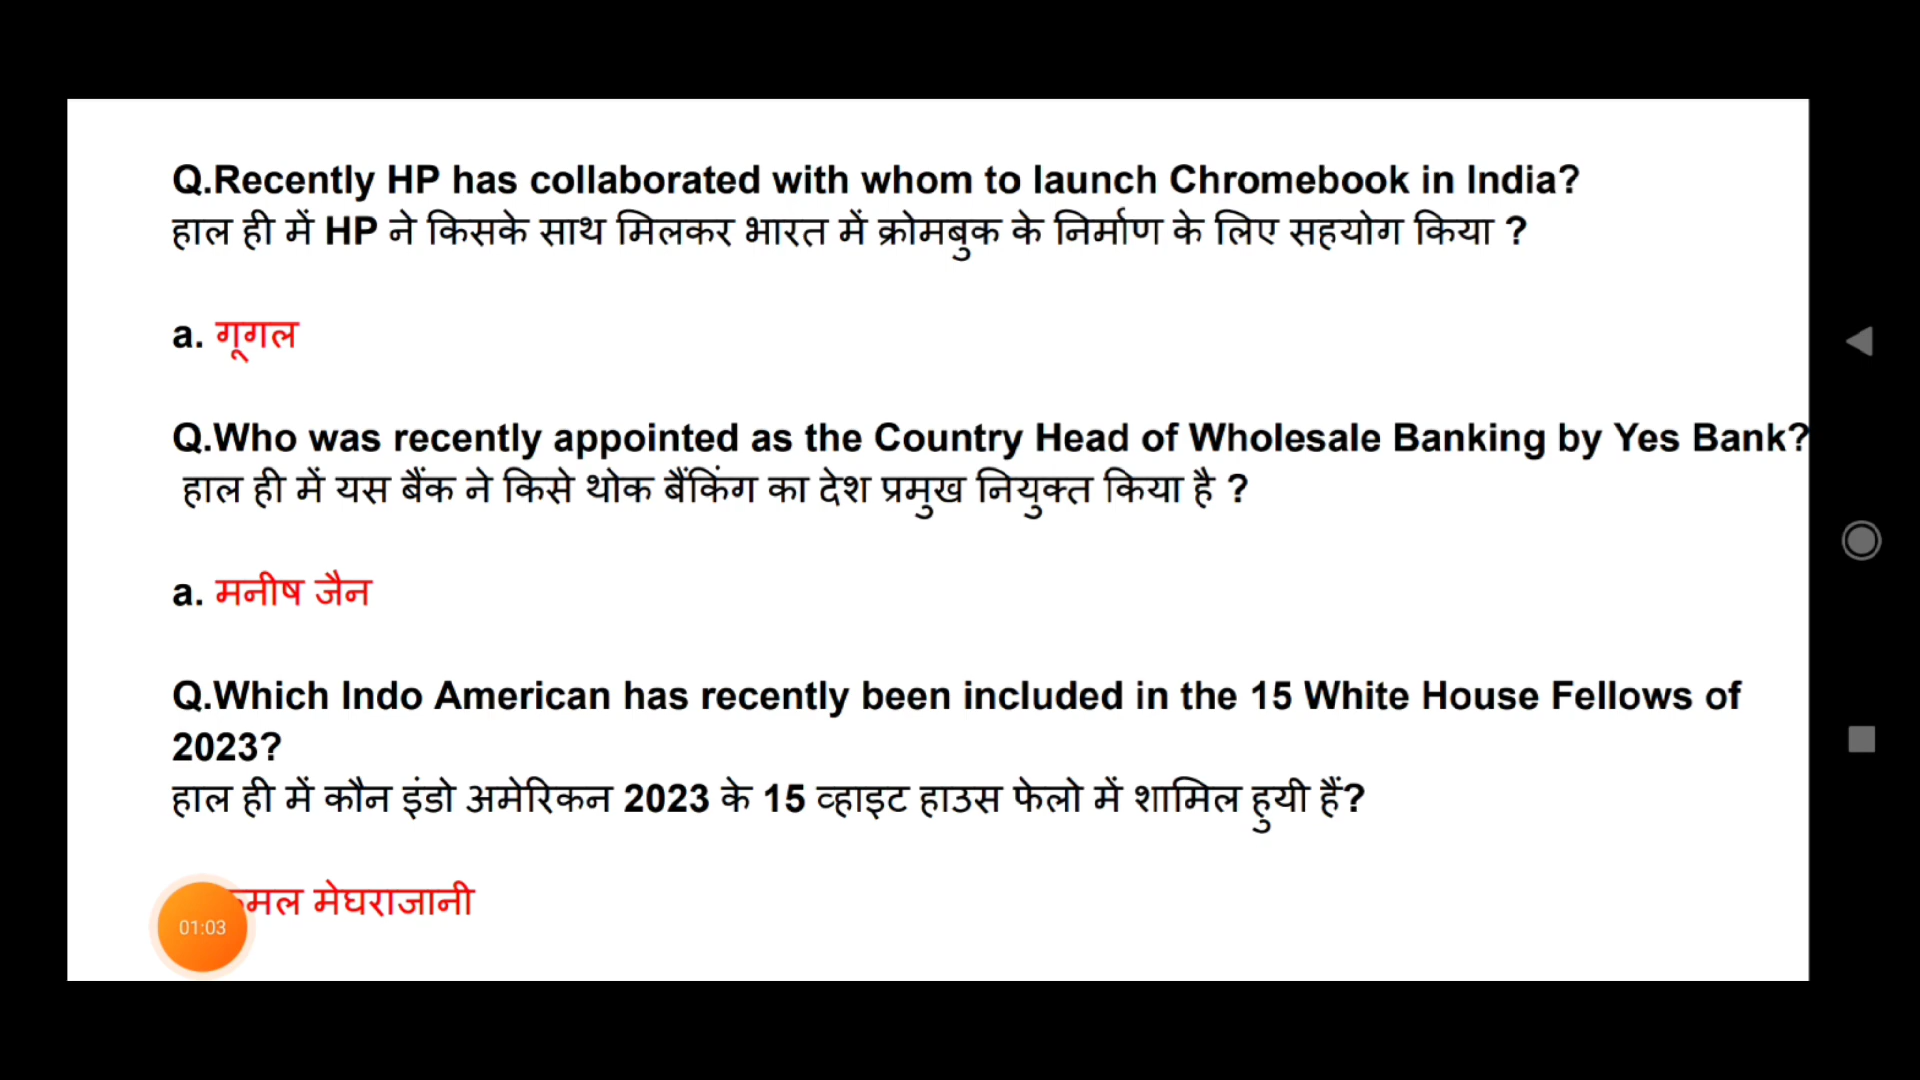 Q.Recently HP has collaborated with whom to launch Chromebook in India?
हाल ही में HP ने किसके साथ मिलकर भारत में क्रोमबुक के निर्माण के लिए सहयोग किया ?
a. गूगल
Q.Who was recently appointed as the Country Head of Wholesale Banking by Yes Bank?
हाल ही में यस बैंक ने किसे थोक बैंकिंग का देश प्रमुख नियुक्त किया है ?
a. मनीष जैन
Q.Which Indo American has recently been included in the 15 White House Fellows of
2023?
हाल ही में कौन इंडो अमेरिकन 2023 के 15 व्हाइट हाउस फेलो में शामिल हुयी हैं?
मेघराजानी
01:03